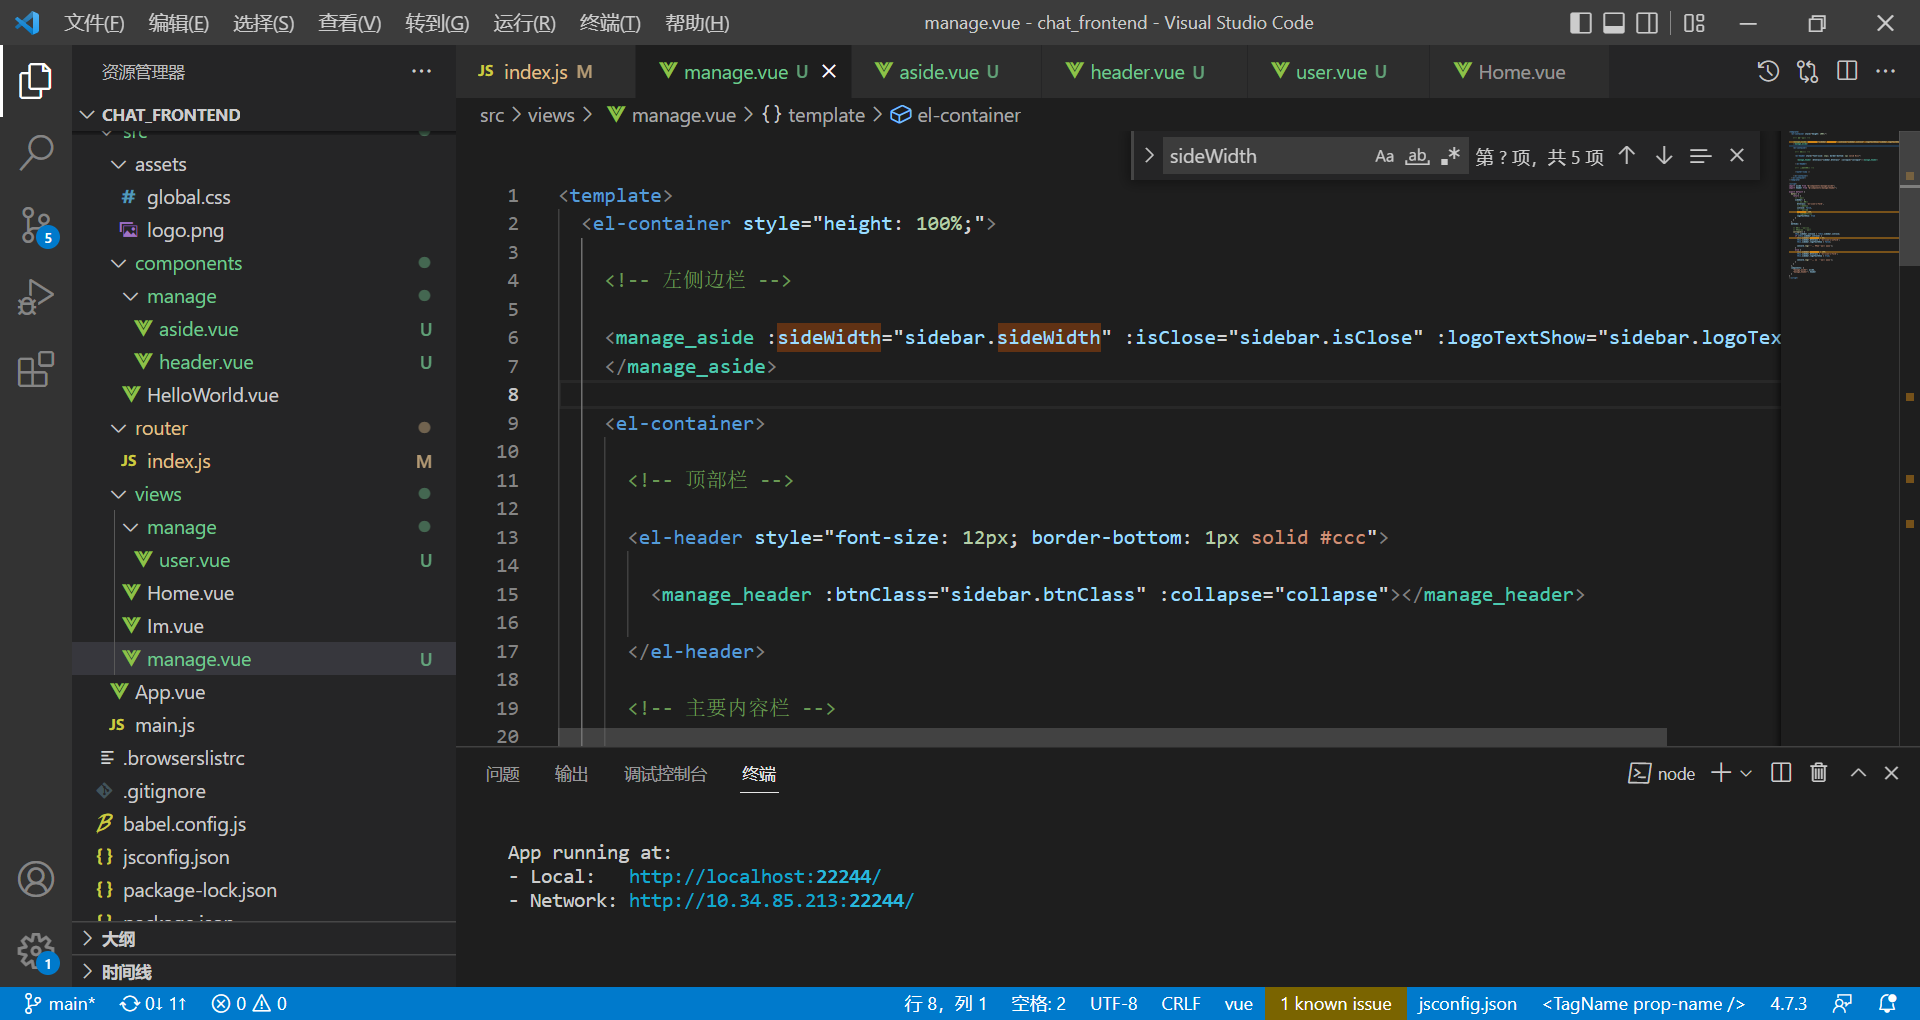 文件(F) 编辑(E) 选择(S) 查看(V) 转到(G) 运行(R) 终端(T) 帮助(H) manage.vue - chat_frontend - Visual Studio Code
资源管理器 ···
CHAT_FRONTEND
src
assets
# global.css
logo.png
components
manage
aside.vue U
header.vue U
HelloWorld.vue
router
JS index.js M
views
manage
user.vue U
Home.vue
Im.vue
manage.vue U
App.vue
JS main.js
.browserslistrc
.gitignore
babel.config.js
{} jsconfig.json
{} package-lock.json
{} package.json
大纲
时间线
5
1
JS index.js M manage.vue U aside.vue U header.vue U user.vue U Home.vue
src > views > manage.vue > {} template > el-container
sideWidth Aa ab .* 第 ? 项，共 5 项
1 <template>
2 <el-container style="height: 100%;">
3
4 <!-- 左侧边栏 -->
5
6 <manage_aside :sideWidth="sidebar.sideWidth" :isClose="sidebar.isClose" :logoTextShow="sidebar.logoTex
7 </manage_aside>
8
9 <el-container>
10
11 <!-- 顶部栏 -->
12
13 <el-header style="font-size: 12px; border-bottom: 1px solid #ccc">
14
15 <manage_header :btnClass="sidebar.btnClass" :collapse="collapse"></manage_header>
16
17 </el-header>
18
19 <!-- 主要内容栏 -->
20
问题 输出 调试控制台 终端 node
App running at:
- Local: http://localhost:22244/
- Network: http://10.34.85.213:22244/
main* 0↓ 1↑ 0 0 行 8，列 1 空格: 2 UTF-8 CRLF vue 1 known issue jsconfig.json <TagName prop-name /> 4.7.3